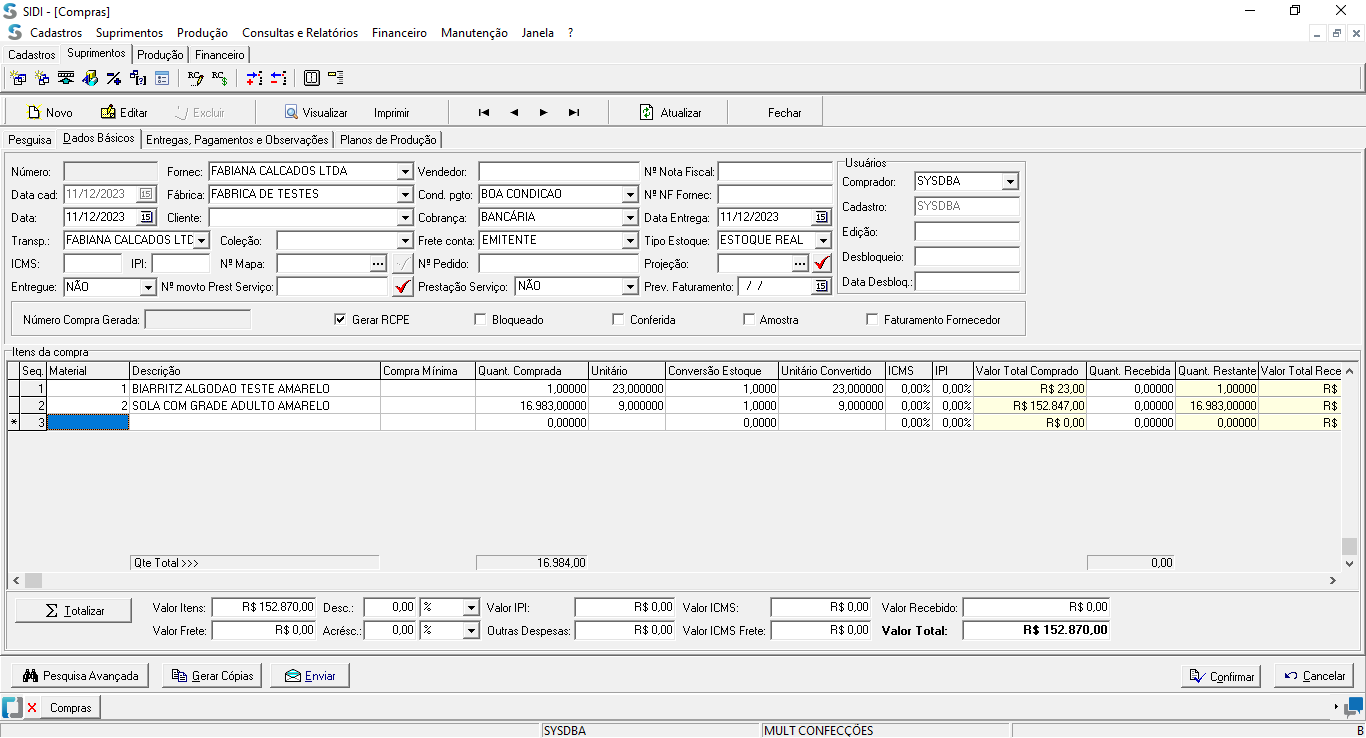 SIDI - [Compras]
Cadastros Suprimentos Produção Consultas e Relatórios Financeiro Manutenção Janela ?
Cadastros Suprimentos Produção Financeiro
Novo Editar Excluir Visualizar Imprimir Atualizar Fechar
Pesquisa Dados Básicos Entregas, Pagamentos e Observações Planos de Produção
Número: Fornec: FABIANA CALCADOS LTDA Vendedor: Nº Nota Fiscal: Usuários
Comprador: SYSDBA
Data cad: 11/12/2023 15 Fábrica: FABRICA DE TESTES Cond. pgto: BOA CONDICAO Nº NF Fornec:
Cadastro: SYSDBA
Data: 11/12/2023 15 Cliente: Cobrança: BANCÁRIA Data Entrega: 11/12/2023 15
Edição:
Transp.: FABIANA CALCADOS LTC Coleção: Frete conta: EMITENTE Tipo Estoque: ESTOQUE REAL
Desbloqueio:
ICMS: IPI: Nº Mapa: ... Nº Pedido: Projeção: ...
Data Desbloq.:
Entregue: NÃO Nº movto Prest Serviço: Prestação Serviço: NÃO Prev. Faturamento: / / 15
Número Compra Gerada: Gerar RCPE Bloqueado Conferida Amostra Faturamento Fornecedor
Itens da compra
Seq. Material Descrição Compra Mínima Quant. Comprada Unitário Conversão Estoque Unitário Convertido ICMS IPI Valor Total Comprado Quant. Recebida Quant. Restante Valor Total Rece
1 1 BIARRITZ ALGODAO TESTE AMARELO 1,00000 23,000000 1,0000 23,000000 0,00% 0,00% R$ 23,00 0,00000 1,00000 R$
2 2 SOLA COM GRADE ADULTO AMARELO 16.983,00000 9,000000 1,0000 9,000000 0,00% 0,00% R$ 152.847,00 0,00000 16.983,00000 R$
* 3 0,00000 0,0000 0,00% 0,00% R$ 0,00 0,00000 0,00000 R$
Qte Total >>> 16.984,00 0,00
Σ Totalizar Valor Itens: R$ 152.870,00 Desc.: 0,00 % Valor IPI: R$ 0,00 Valor ICMS: R$ 0,00 Valor Recebido: R$ 0,00
Valor Frete: R$ 0,00 Acrésc.: 0,00 % Outras Despesas: R$ 0,00 Valor ICMS Frete: R$ 0,00 Valor Total: R$ 152.870,00
Pesquisa Avançada Gerar Cópias Enviar Confirmar Cancelar
Compras
SYSDBA MULT CONFECÇÕES B